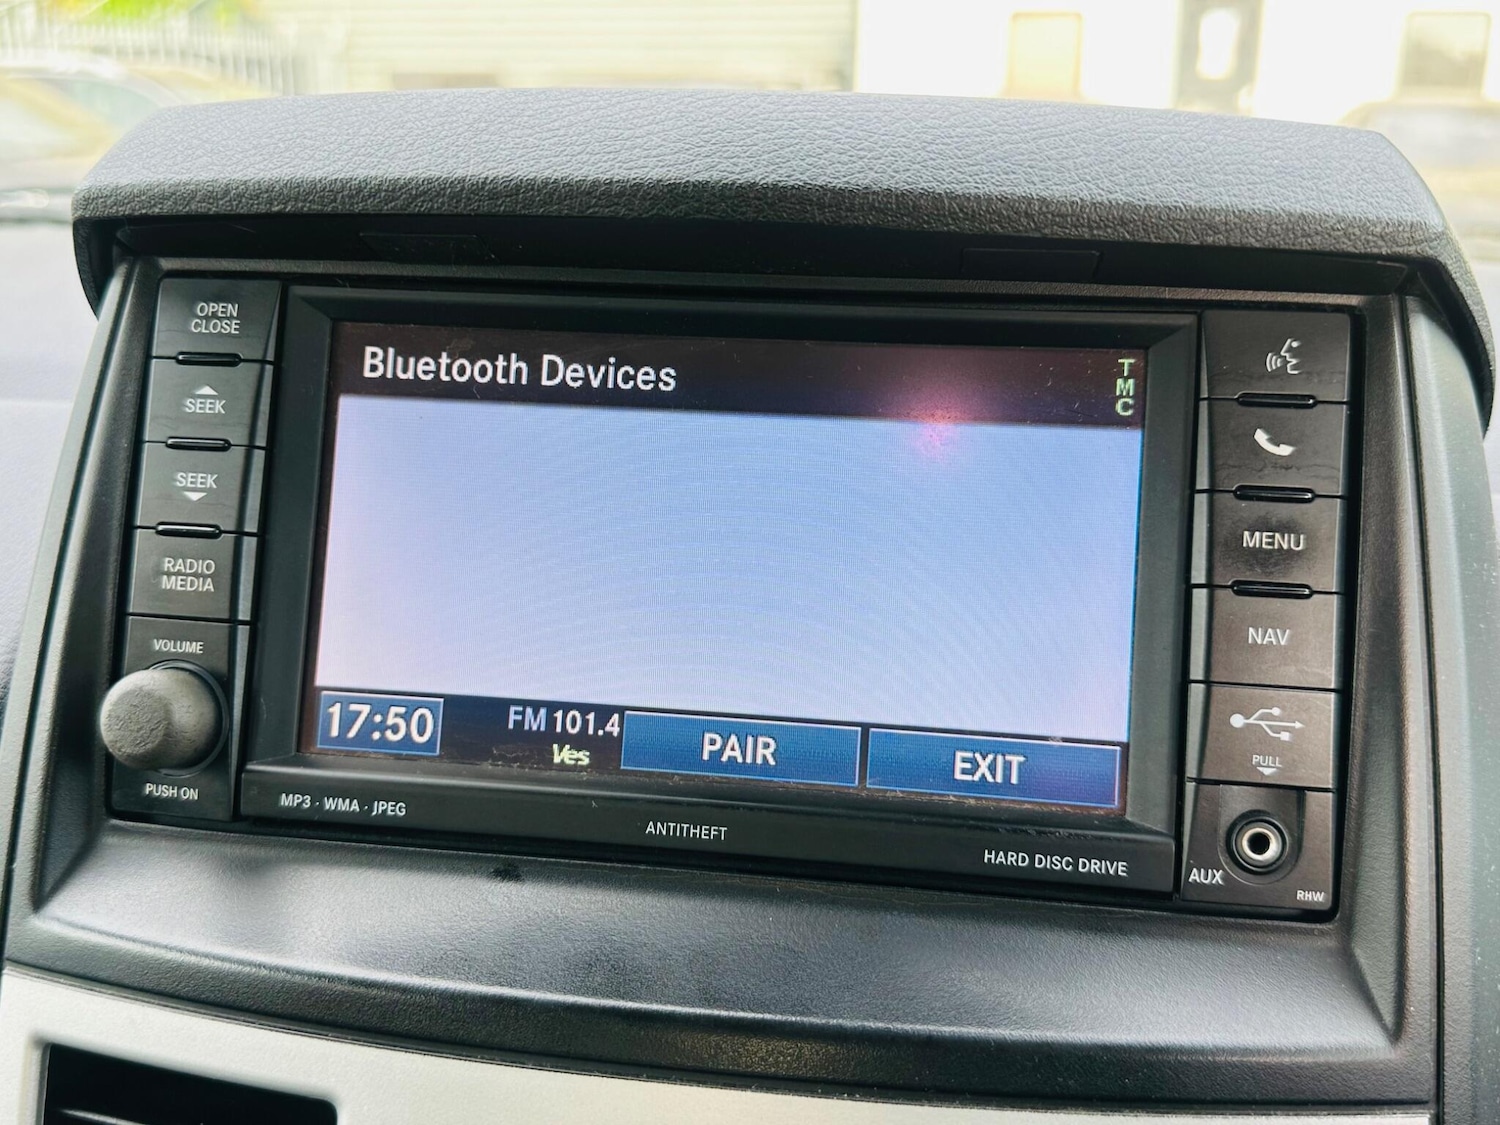 OPEN
CLOSE
SEEK
SEEK
RADIO
MEDIA
VOLUME
PUSH ON
Bluetooth Devices
TMC
17:50
FM 101.4
Ves
PAIR
EXIT
MP3 · WMA · JPEG
ANTITHEFT
HARD DISC DRIVE
MENU
NAV
PULL
AUX
RHW